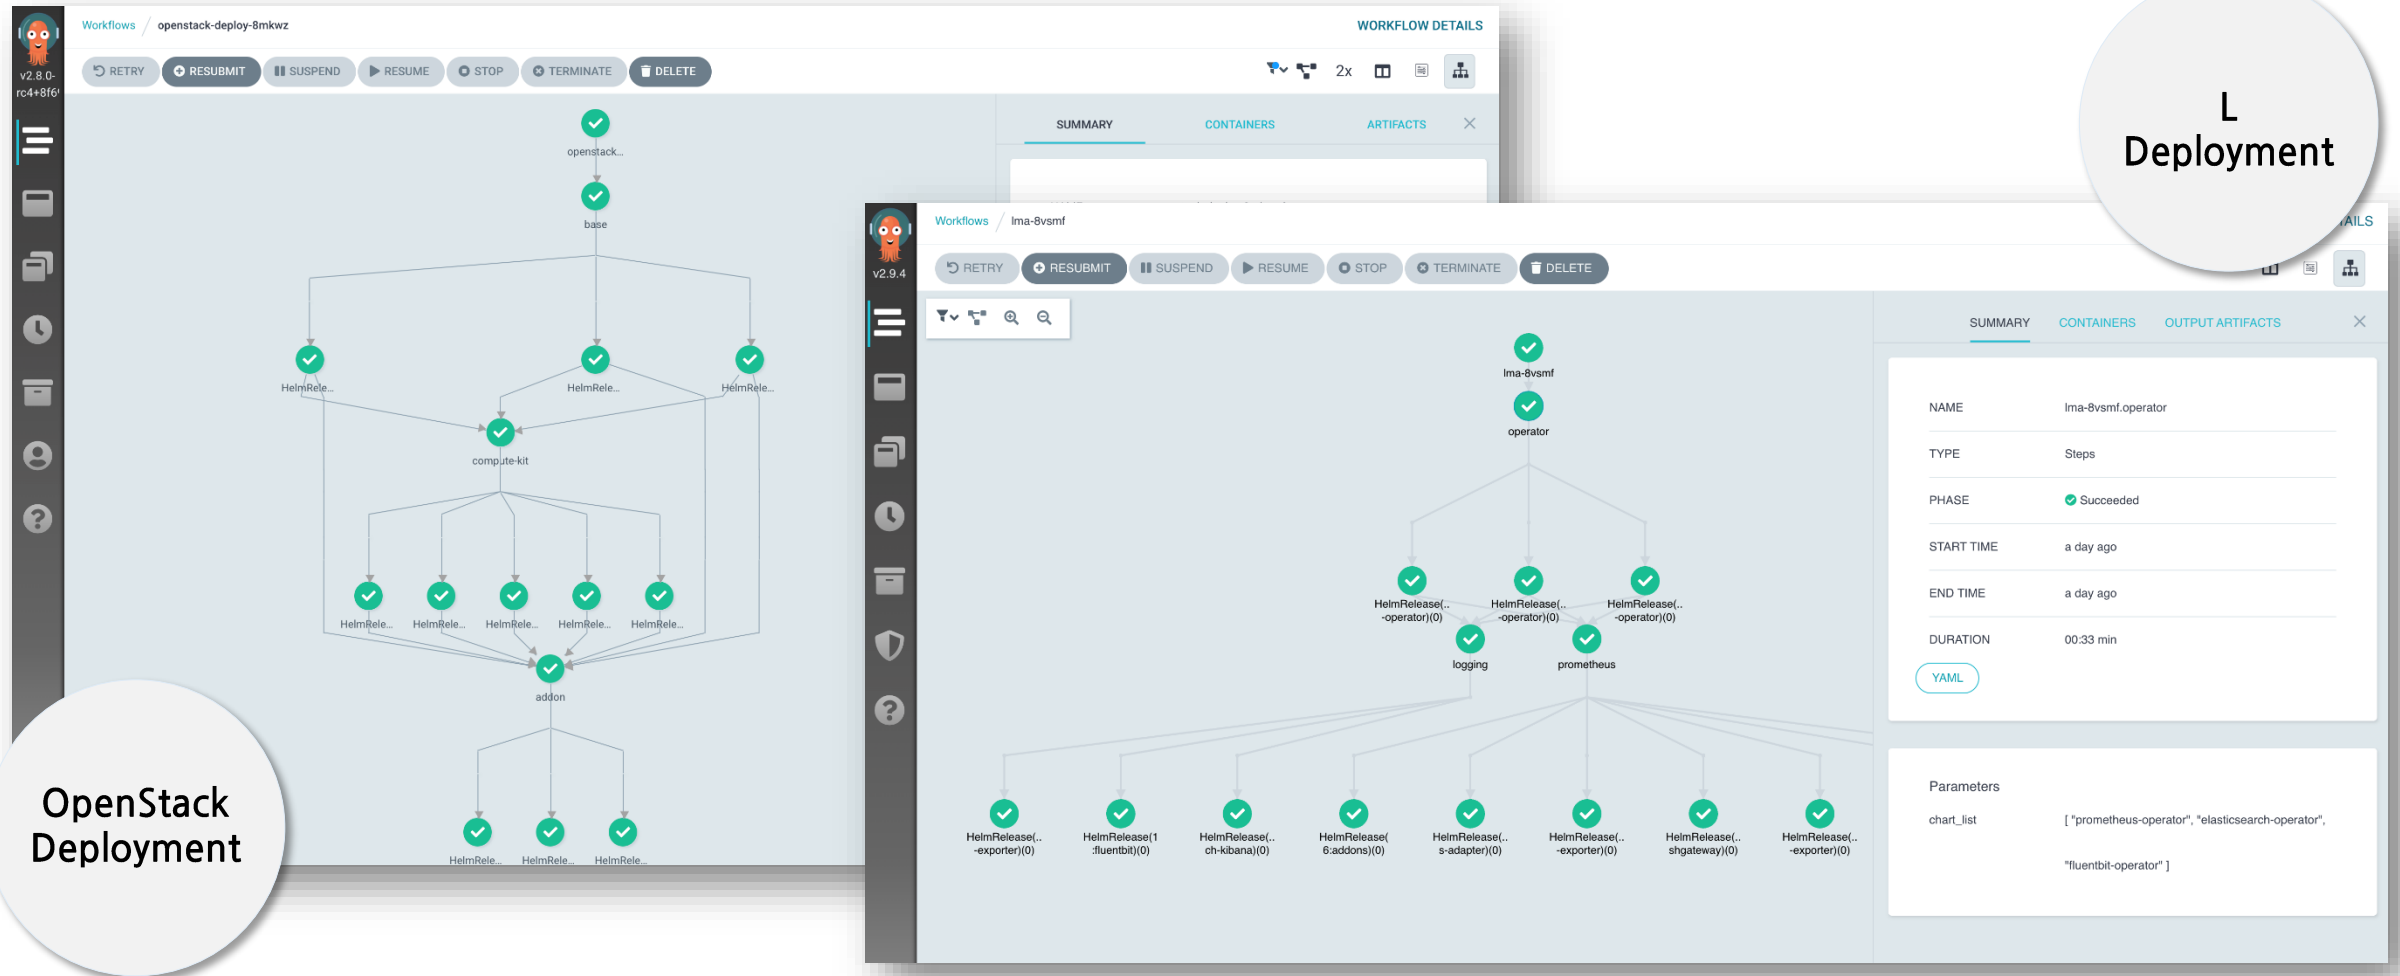 Workflows / openstack-deploy-8mkwz
WORKFLOW DETAILS
v2.8.0-
rc4+8f6
RETRY
RESUBMIT
SUSPEND
RESUME
STOP
TERMINATE
DELETE
2x
SUMMARY
CONTAINERS
ARTIFACTS
openstack...
base
HelmRele...
HelmRele...
HelmRele...
compute-kit
HelmRele...
HelmRele...
HelmRele...
HelmRele...
HelmRele...
addon
HelmRele...
HelmRele...
HelmRele...
OpenStack
Deployment
L
Deployment
Workflows / lma-8vsmf
AILS
v2.9.4
RETRY
RESUBMIT
SUSPEND
RESUME
STOP
TERMINATE
DELETE
lma-8vsmf
operator
HelmRelease(..
-operator)(0)
HelmRelease(..
-operator)(0)
HelmRelease(..
-operator)(0)
logging
prometheus
HelmRelease(..
-exporter)(0)
HelmRelease(1
:fluentbit)(0)
HelmRelease(..
ch-kibana)(0)
HelmRelease(
6:addons)(0)
HelmRelease(..
s-adapter)(0)
HelmRelease(..
-exporter)(0)
HelmRelease(..
shgateway)(0)
HelmRelease(..
-exporter)(0)
SUMMARY
CONTAINERS
OUTPUT ARTIFACTS
NAME lma-8vsmf.operator
TYPE Steps
PHASE Succeeded
START TIME a day ago
END TIME a day ago
DURATION 00:33 min
YAML
Parameters
chart_list [ "prometheus-operator", "elasticsearch-operator",
"fluentbit-operator" ]